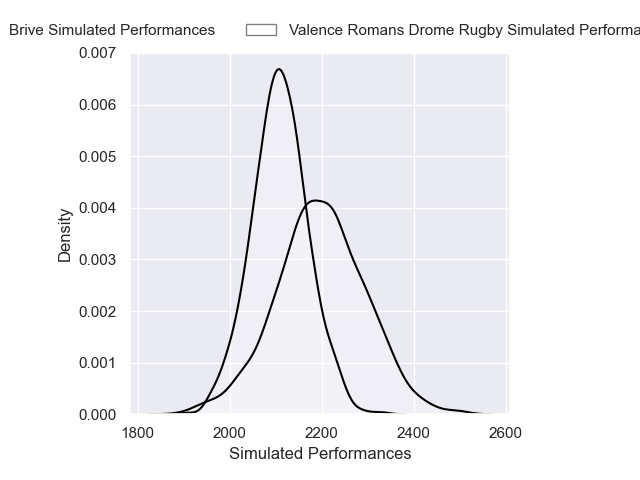 Brive Simulated Performances Valence Romans Drome Rugby Simulated Performa
0.007
0.006
0.005
0.004
0.003
0.002
0.001
0.000
Density
1800 2000 2200 2400 2600
Simulated Performances